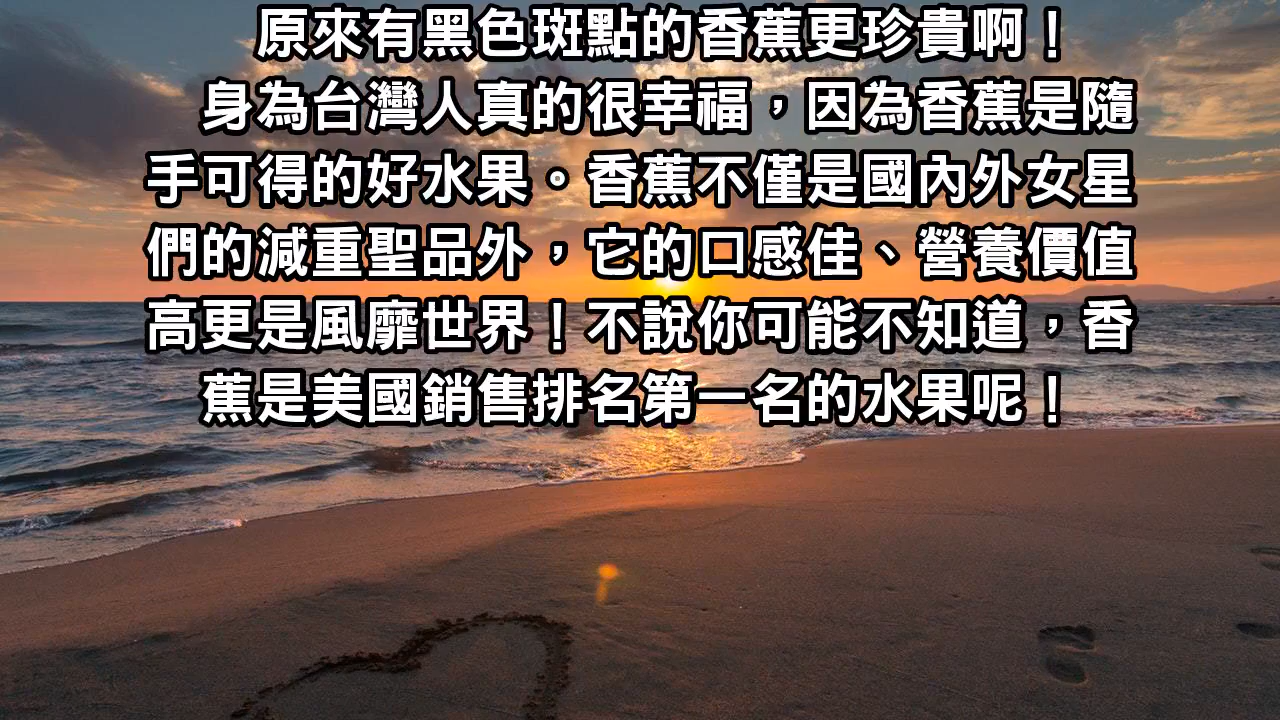 原來有黑色斑點的香蕉更珍貴啊！
身為台灣人真的很幸福，因為香蕉是隨
手可得的好水果。香蕉不僅是國內外女星
們的減重聖品外，它的口感佳、營養價值
高更是風靡世界！不說你可能不知道，香
蕉是美國銷售排名第一名的水果呢！